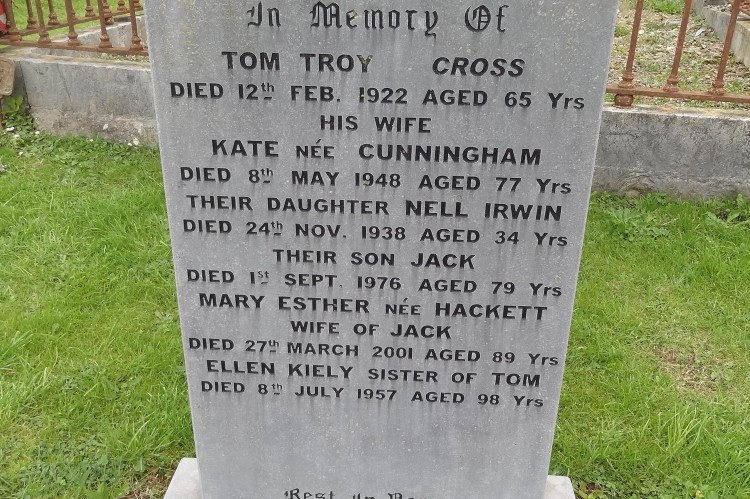 In Memory Of
TOM TROY CROSS
DIED 12th FEB. 1922 AGED 65 Yrs
HIS WIFE
KATE NÉE CUNNINGHAM
DIED 8th MAY 1948 AGED 77 Yrs
THEIR DAUGHTER NELL IRWIN
DIED 24th NOV. 1938 AGED 34 Yrs
THEIR SON JACK
DIED 1st SEPT. 1976 AGED 79 Yrs
MARY ESTHER NÉE HACKETT
WIFE OF JACK
DIED 27th MARCH 2001 AGED 89 Yrs
ELLEN KIELY SISTER OF TOM
DIED 8th JULY 1957 AGED 98 Yrs
Rest In Peace